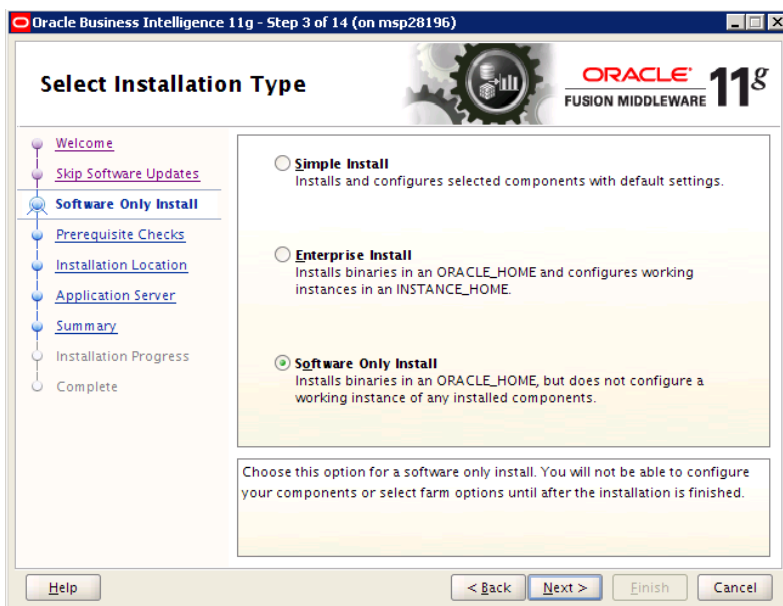 Oracle Business Intelligence 11g - Step 3 of 14 (on msp28196)
Select Installation Type
ORACLE
FUSION MIDDLEWARE 11g
Welcome
Skip Software Updates
Software Only Install
Prerequisite Checks
Installation Location
Application Server
Summary
Installation Progress
Complete
Simple Install
Installs and configures selected components with default settings.
Enterprise Install
Installs binaries in an ORACLE_HOME and configures working
instances in an INSTANCE_HOME.
Software Only Install
Installs binaries in an ORACLE_HOME, but does not configure a
working instance of any installed components.
Choose this option for a software only install. You will not be able to configure
your components or select farm options until after the installation is finished.
Help
< Back
Next >
Finish
Cancel